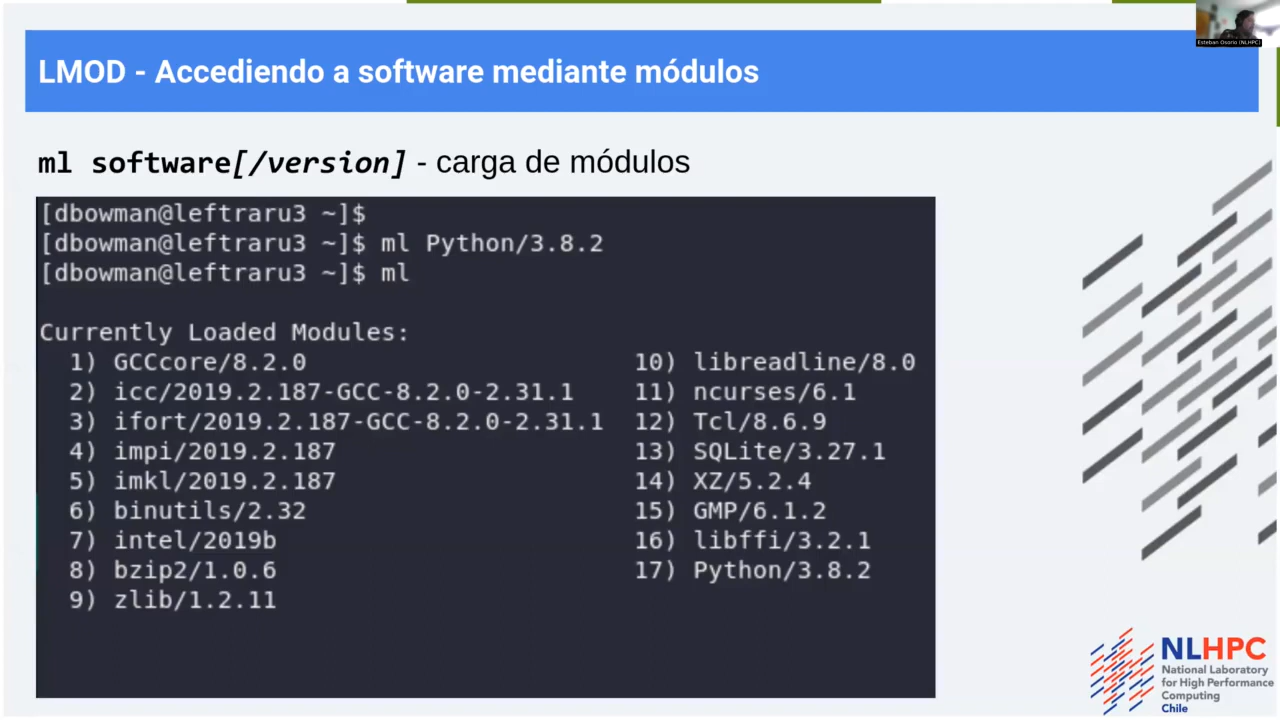 Esteban Osorio (NLHPC)
LMOD - Accediendo a software mediante módulos
ml software[/version] - carga de módulos
[dbowman@leftraru3 ~]$
[dbowman@leftraru3 ~]$ ml Python/3.8.2
[dbowman@leftraru3 ~]$ ml
Currently Loaded Modules:
1) GCCcore/8.2.0
2) icc/2019.2.187-GCC-8.2.0-2.31.1
3) ifort/2019.2.187-GCC-8.2.0-2.31.1
4) impi/2019.2.187
5) imkl/2019.2.187
6) binutils/2.32
7) intel/2019b
8) bzip2/1.0.6
9) zlib/1.2.11
10) libreadline/8.0
11) ncurses/6.1
12) Tcl/8.6.9
13) SQLite/3.27.1
14) XZ/5.2.4
15) GMP/6.1.2
16) libffi/3.2.1
17) Python/3.8.2
NLHPC
National Laboratory
for High Performance
Computing
Chile